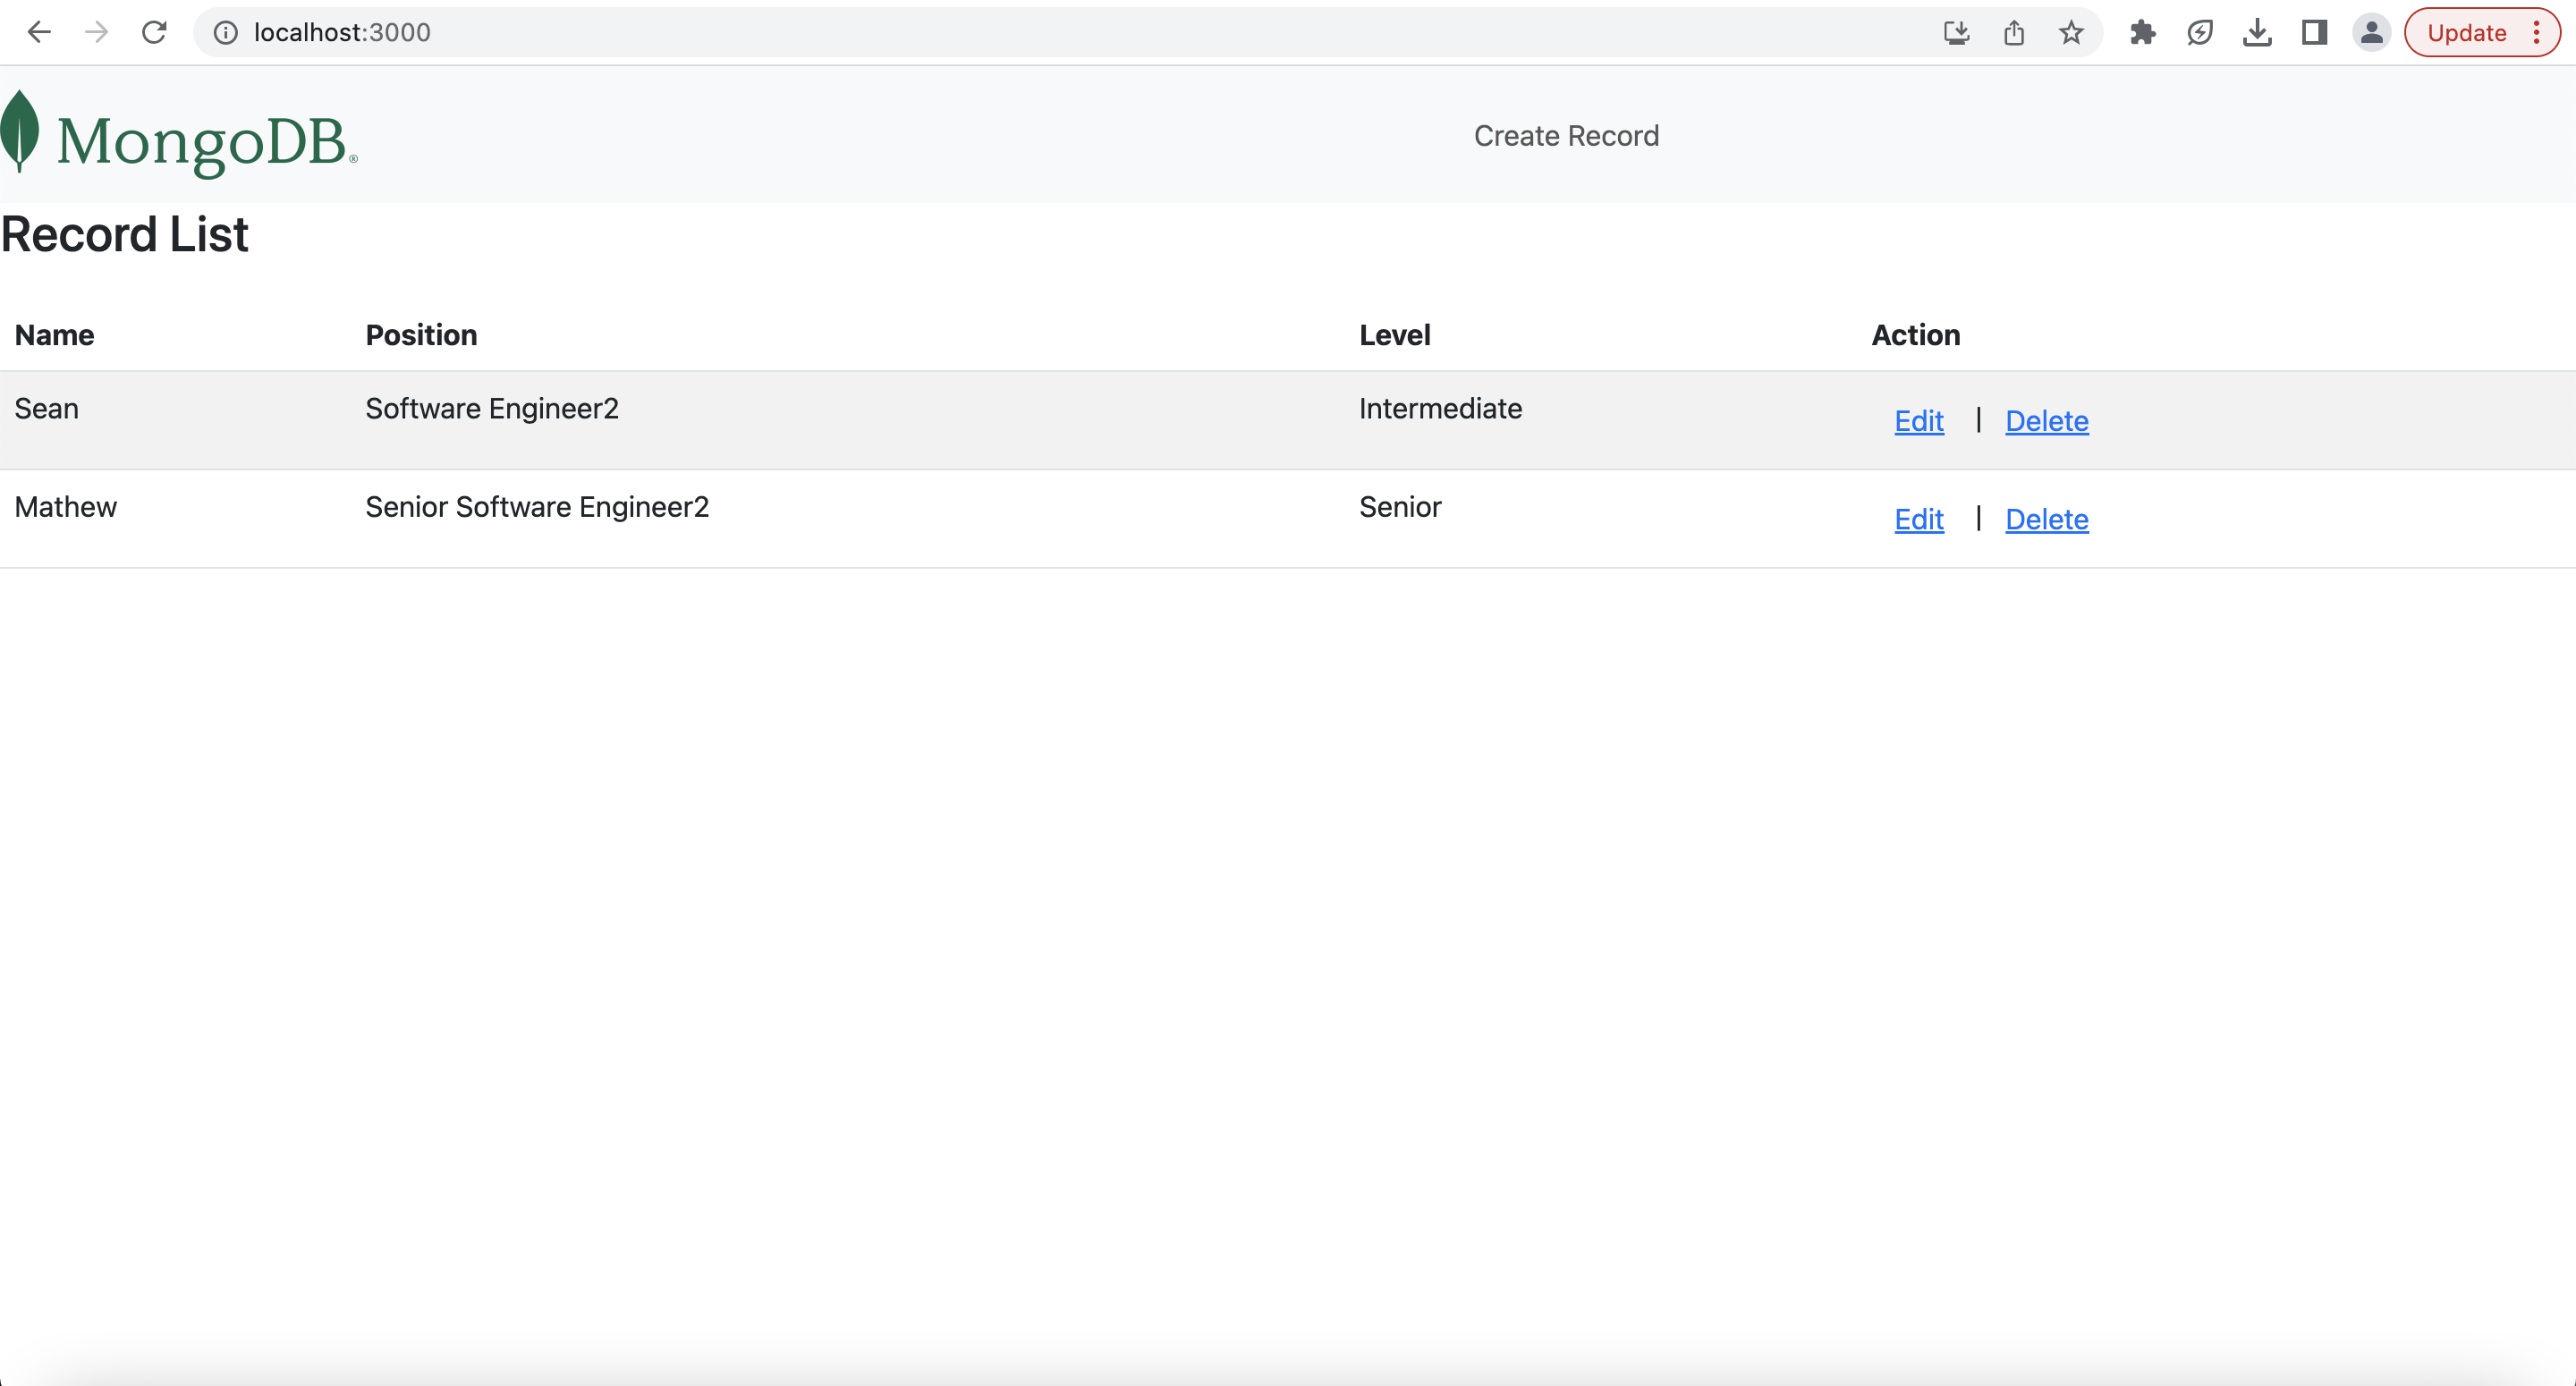 localhost:3000
Update
MongoDB®
Create Record
Record List
Name Position Level Action
Sean Software Engineer2 Intermediate Edit | Delete
Mathew Senior Software Engineer2 Senior Edit | Delete